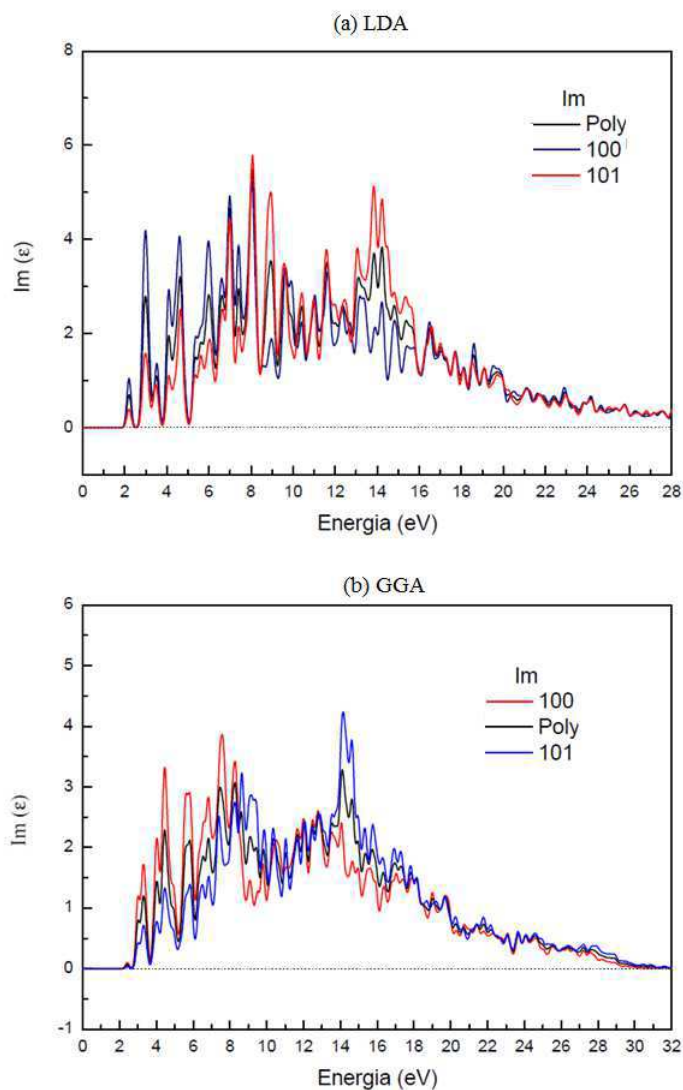 (a) LDA
8
6
4
2
0
Im (ε)
Im
Poly
100
101
0 2 4 6 8 10 12 14 16 18 20 22 24 26 28
Energia (eV)
(b) GGA
6
5
4
3
2
1
0
-1
Im (ε)
Im
100
Poly
101
0 2 4 6 8 10 12 14 16 18 20 22 24 26 28 30 32
Energia (eV)